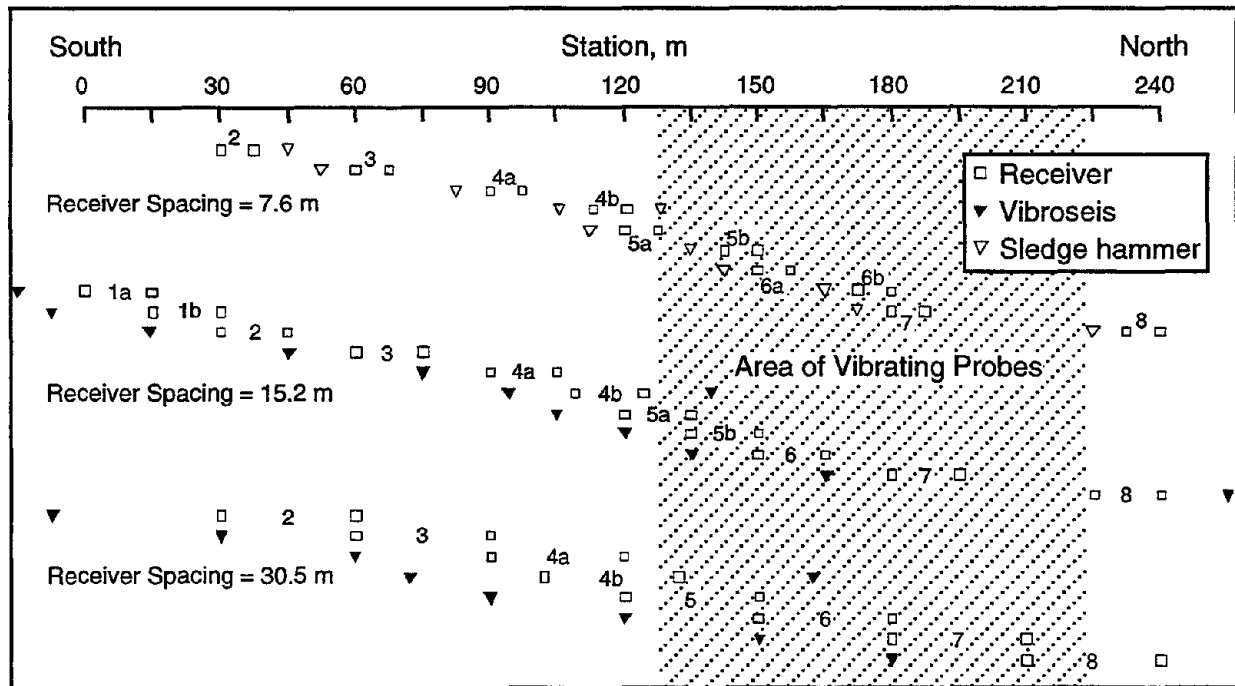 South Station, m North
0 30 60 90 120 150 180 210 240
2
3
4a
4b
5a
5b
6a
6b
7
8
Receiver Spacing = 7.6 m
Receiver
Vibroseis
Sledge hammer
1a
1b
2
3
4a
4b
5a
5b
6
7
8
Receiver Spacing = 15.2 m
Area of Vibrating Probes
2
3
4a
4b
5
6
7
8
Receiver Spacing = 30.5 m